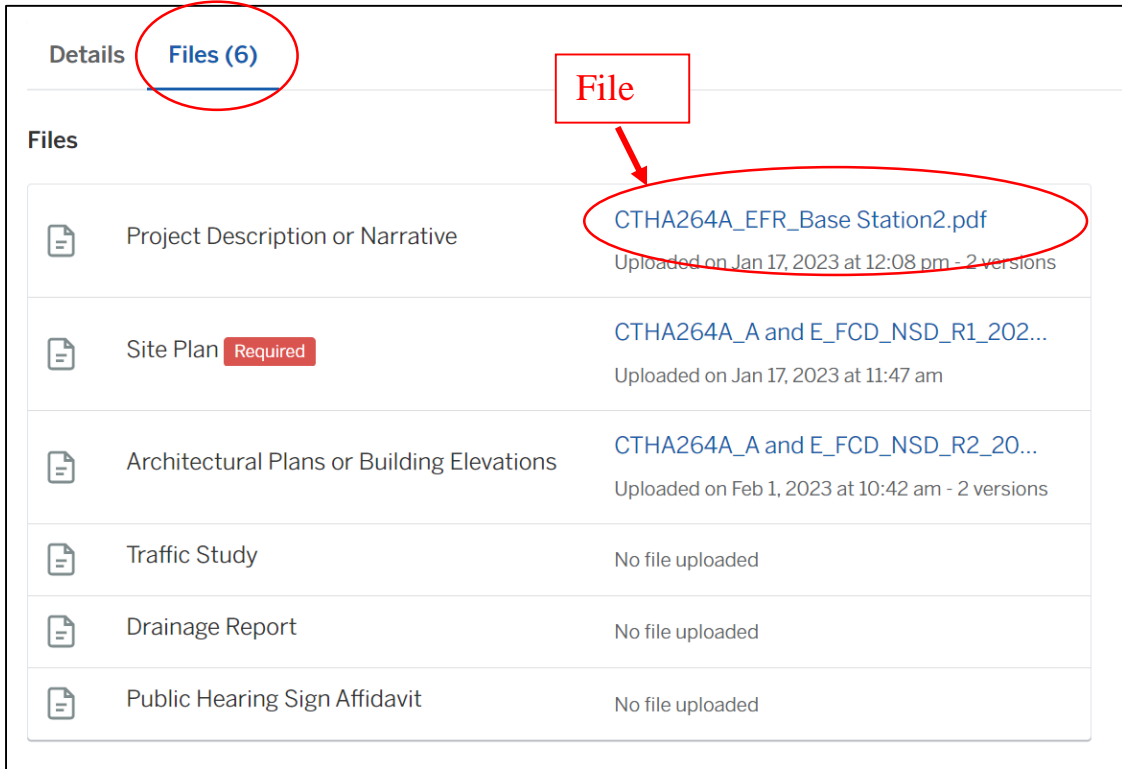 Details Files (6)
File
Files
Project Description or Narrative
CTHA264A_EFR_Base Station2.pdf
Uploaded on Jan 17, 2023 at 12:08 pm - 2 versions
Site Plan Required
CTHA264A_A and E_FCD_NSD_R1_202...
Uploaded on Jan 17, 2023 at 11:47 am
Architectural Plans or Building Elevations
CTHA264A_A and E_FCD_NSD_R2_20...
Uploaded on Feb 1, 2023 at 10:42 am - 2 versions
Traffic Study No file uploaded
Drainage Report No file uploaded
Public Hearing Sign Affidavit No file uploaded